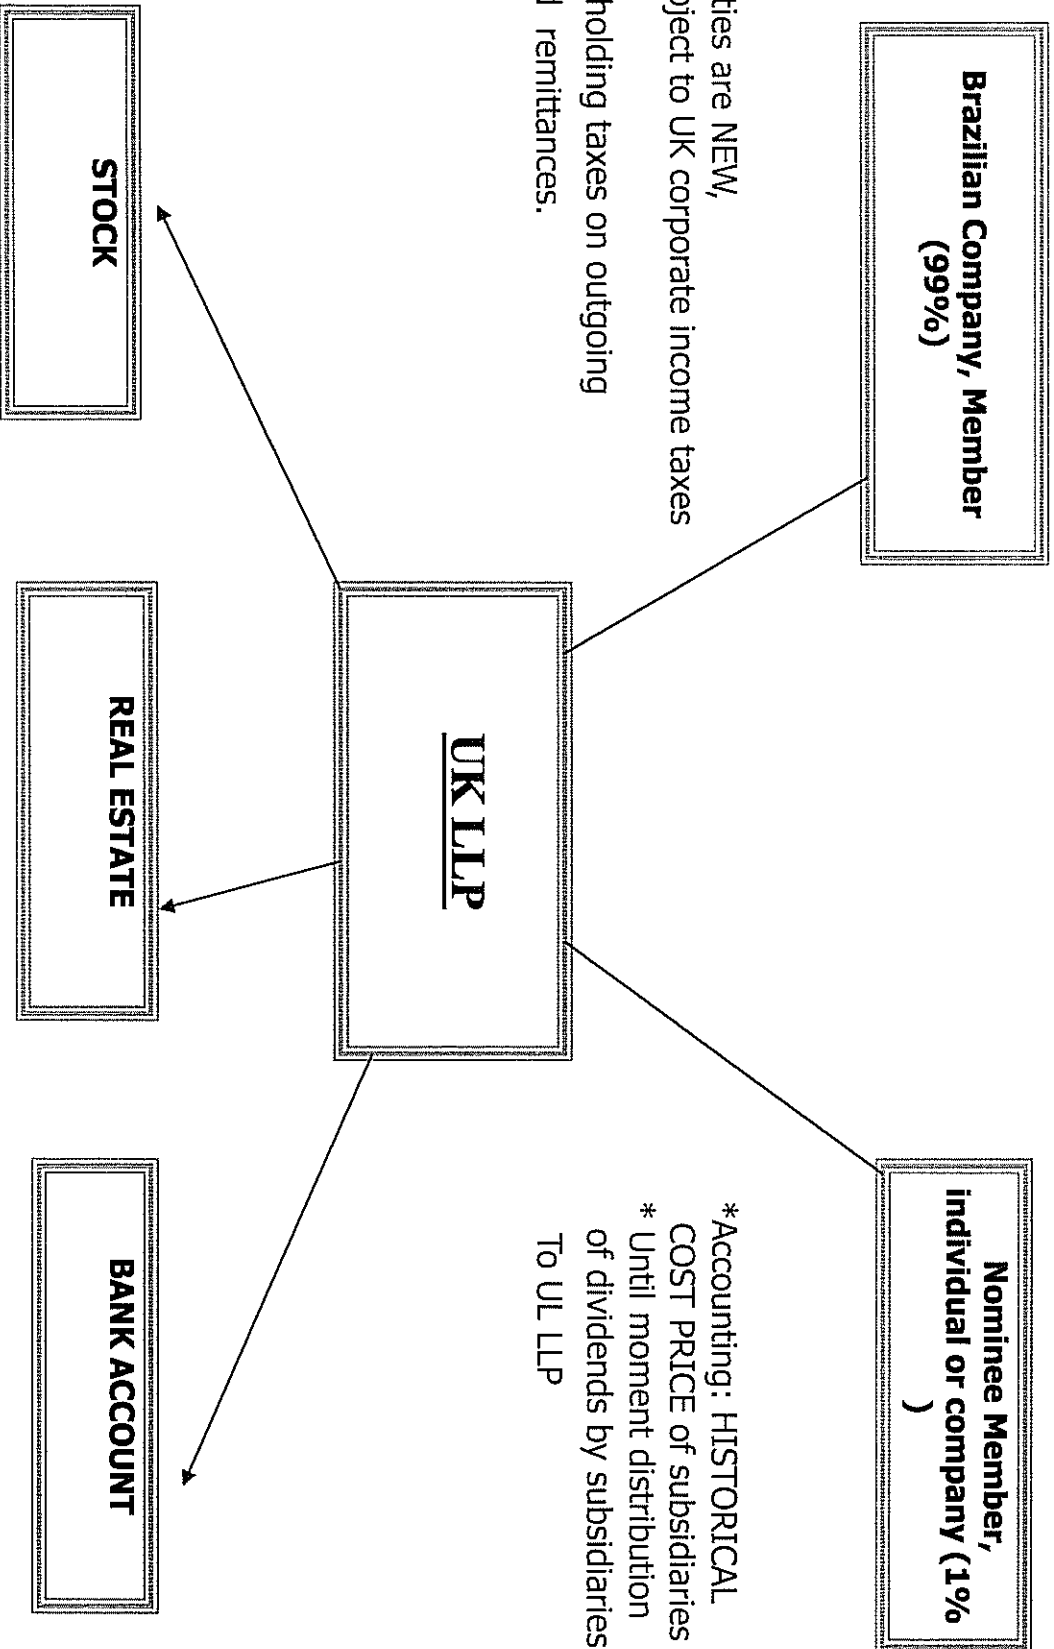 Brazilian Company, Member
(99%)
Nominee Member,
individual or company (1%
)
ties are NEW,
oject to UK corporate income taxes
holding taxes on outgoing
remittances.
*Accounting: HISTORICAL
COST PRICE of subsidiaries
* Until moment distribution
of dividends by subsidiaries
To UL LLP
UK LLP
STOCK
REAL ESTATE
BANK ACCOUNT